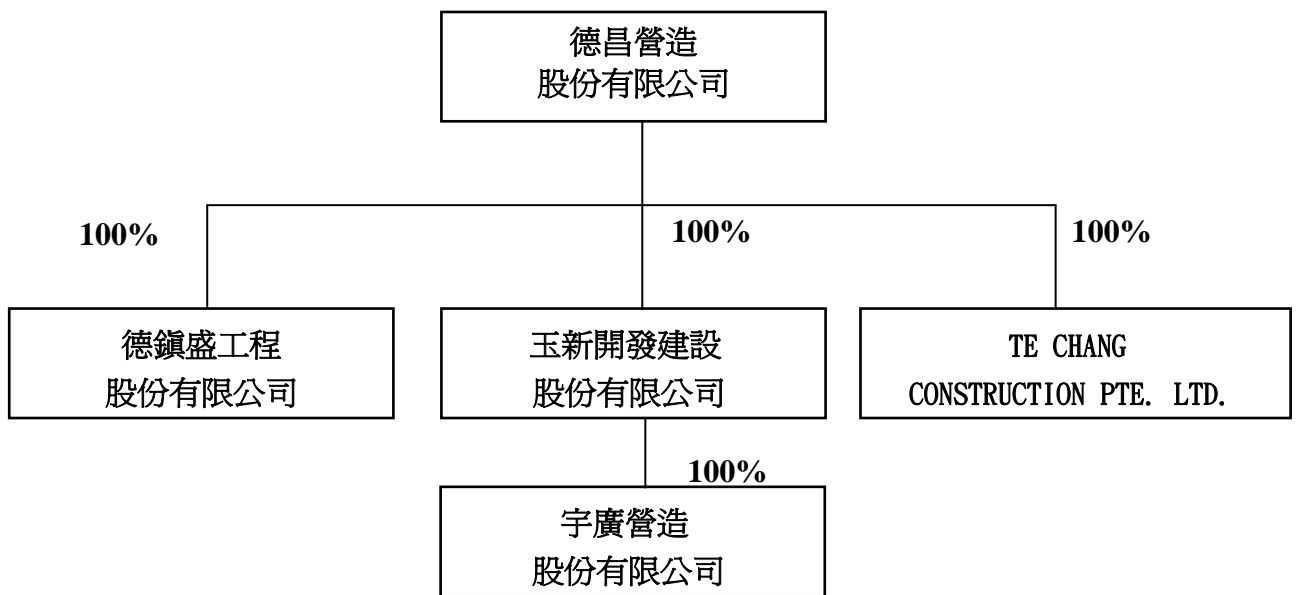 德昌營造
股份有限公司
100%
100%
100%
德鎮盛工程
股份有限公司
玉新開發建設
股份有限公司
TE CHANG
CONSTRUCTION PTE. LTD.
100%
宇廣營造
股份有限公司